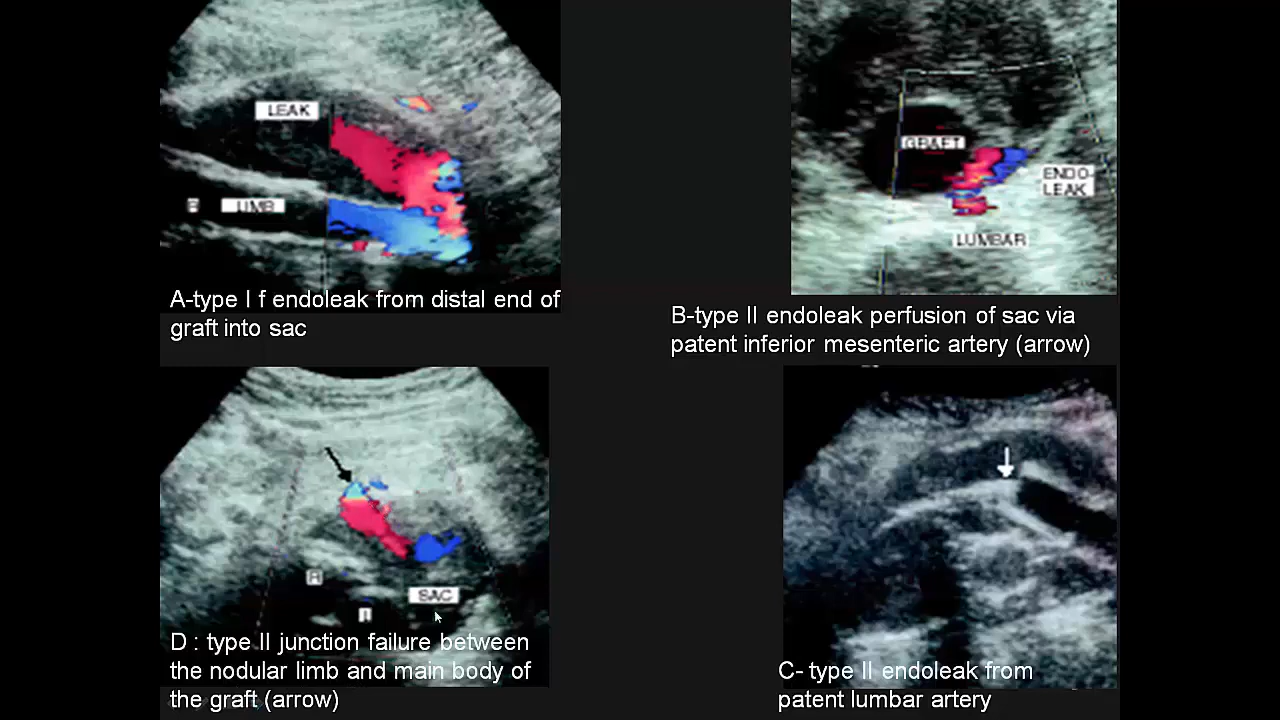 LEAK
LIMB
A-type I f endoleak from distal end of
graft into sac
GRAFT
ENDO-
LEAK
LUMBAR
B-type II endoleak perfusion of sac via
patent inferior mesenteric artery (arrow)
SAC
D : type II junction failure between
the nodular limb and main body of
the graft (arrow)
C- type II endoleak from
patent lumbar artery